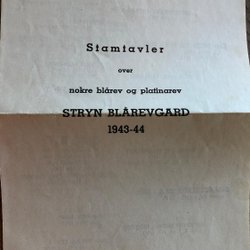 Stamtavler
over
nokre blårev og platinarev
STRYN BLÅREVGARD
1943-44